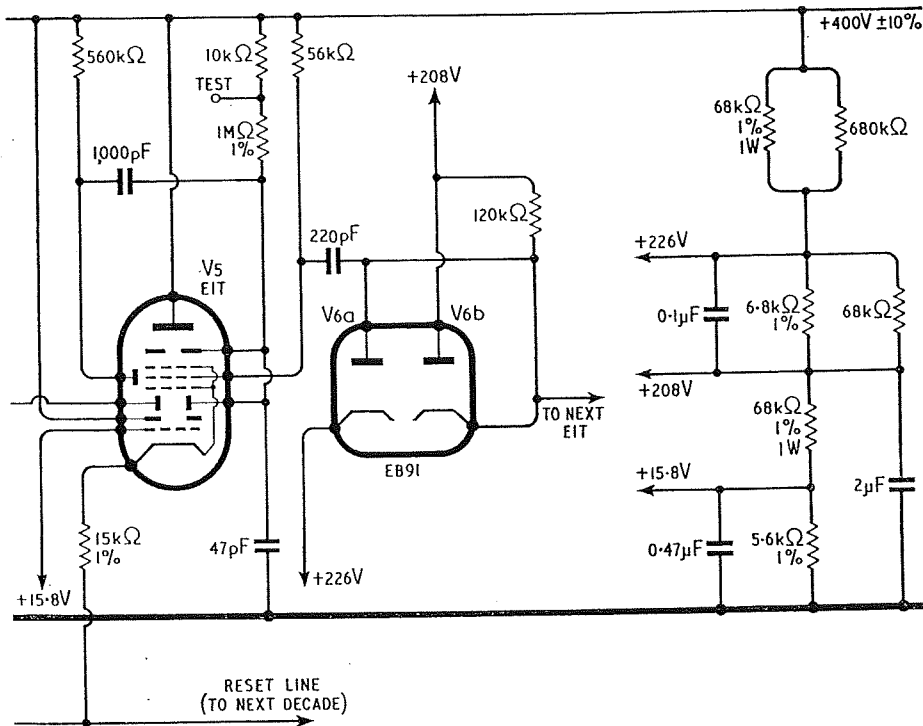 +400V ±10%
560kΩ
10kΩ
56kΩ
TEST
1MΩ
1%
1,000pF
+208V
68kΩ
1%
1W
680kΩ
120kΩ
220pF
V5
EIT
V6a
V6b
+226V
0·1µF
6·8kΩ
1%
68kΩ
+208V
TO NEXT
EIT
68kΩ
1%
1W
EB91
+15·8V
2µF
15kΩ
1%
47pF
0·47µF
5·6kΩ
1%
+15·8V
+226V
RESET LINE
(TO NEXT DECADE)